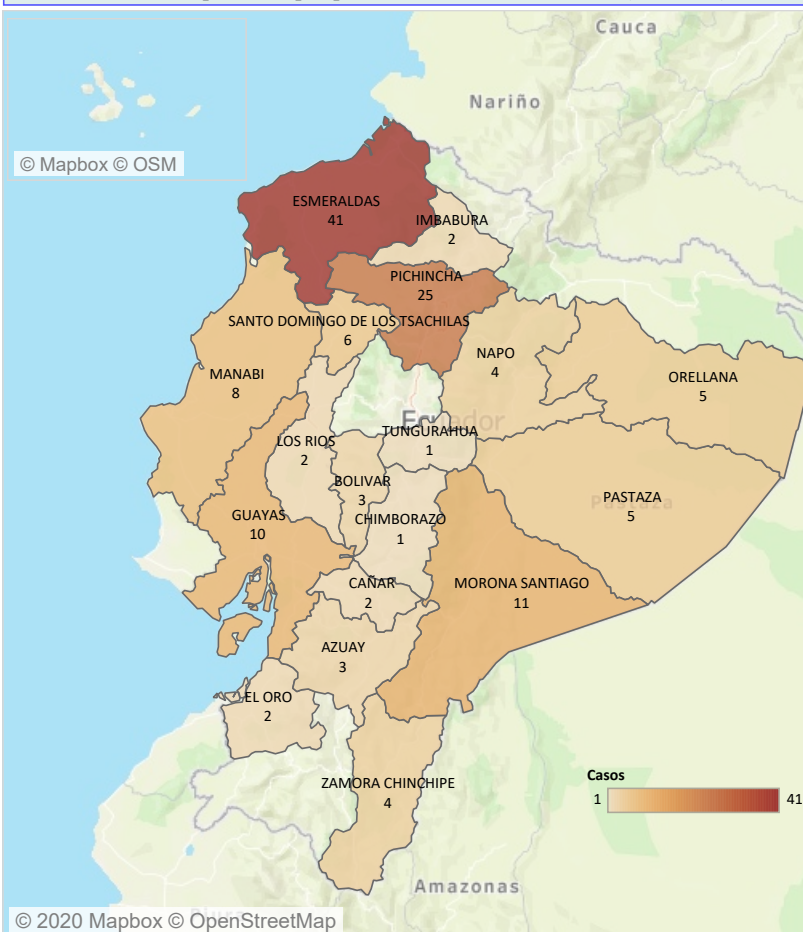 Cauca
Nariño
© Mapbox © OSM
ESMERALDAS
41
IMBABURA
2
PICHINCHA
25
SANTO DOMINGO DE LOS TSACHILAS
6
NAPO
4
MANABI
8
ORELLANA
5
Ecuador
TUNGURAHUA
1
LOS RIOS
2
BOLIVAR
3
PASTAZA
5
Pastaza
GUAYAS
10
CHIMBORAZO
1
CAÑAR
2
MORONA SANTIAGO
11
AZUAY
3
EL ORO
2
Casos
1
41
ZAMORA CHINCHIPE
4
Amazonas
© 2020 Mapbox © OpenStreetMap